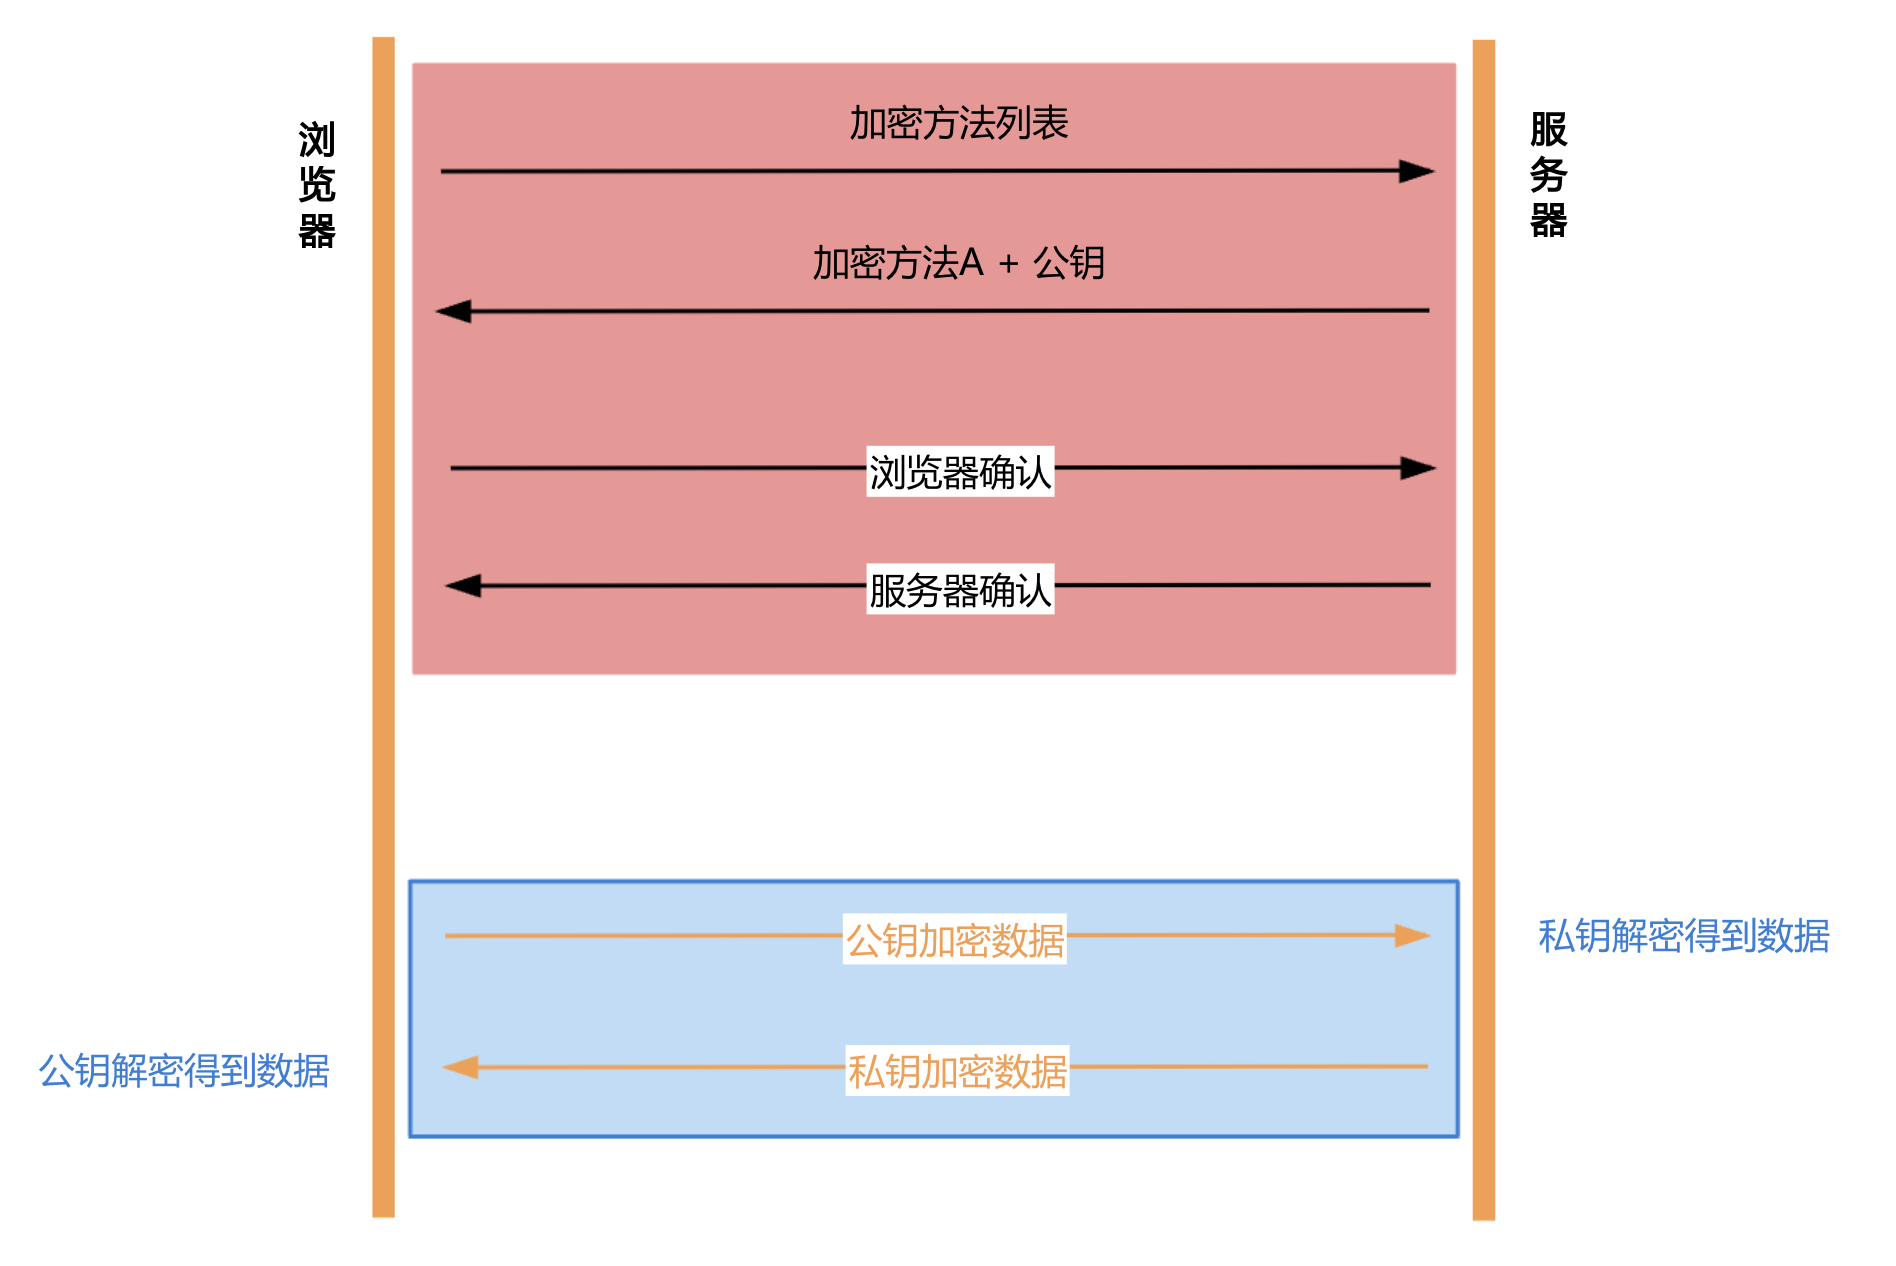 浏览器
服务器
加密方法列表
加密方法A + 公钥
浏览器确认
服务器确认
公钥加密数据
私钥解密得到数据
私钥加密数据
公钥解密得到数据